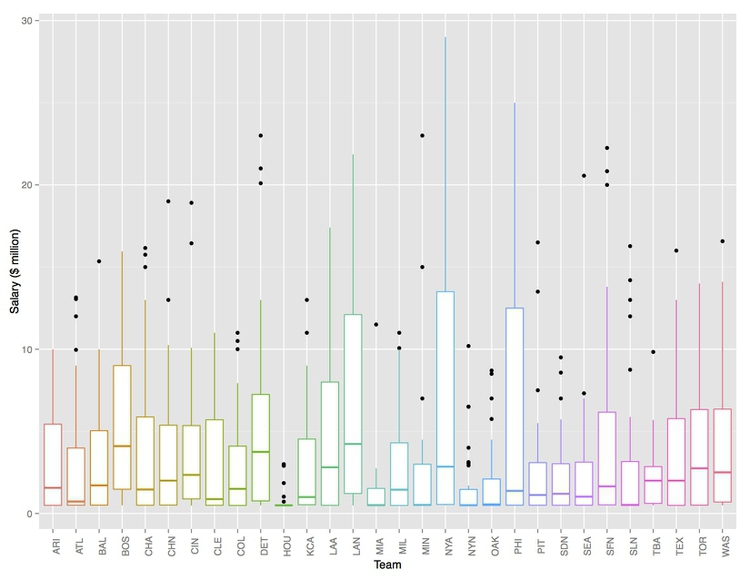 30
20
10
0
Salary ($ million)
ARI ATL BAL BOS CHA CHN CIN CLE COL DET HOU KCA LAA LAN MIA MIL MIN NYA NYN OAK PHI PIT SDN SEA SFN SLN TBA TEX TOR WAS
Team